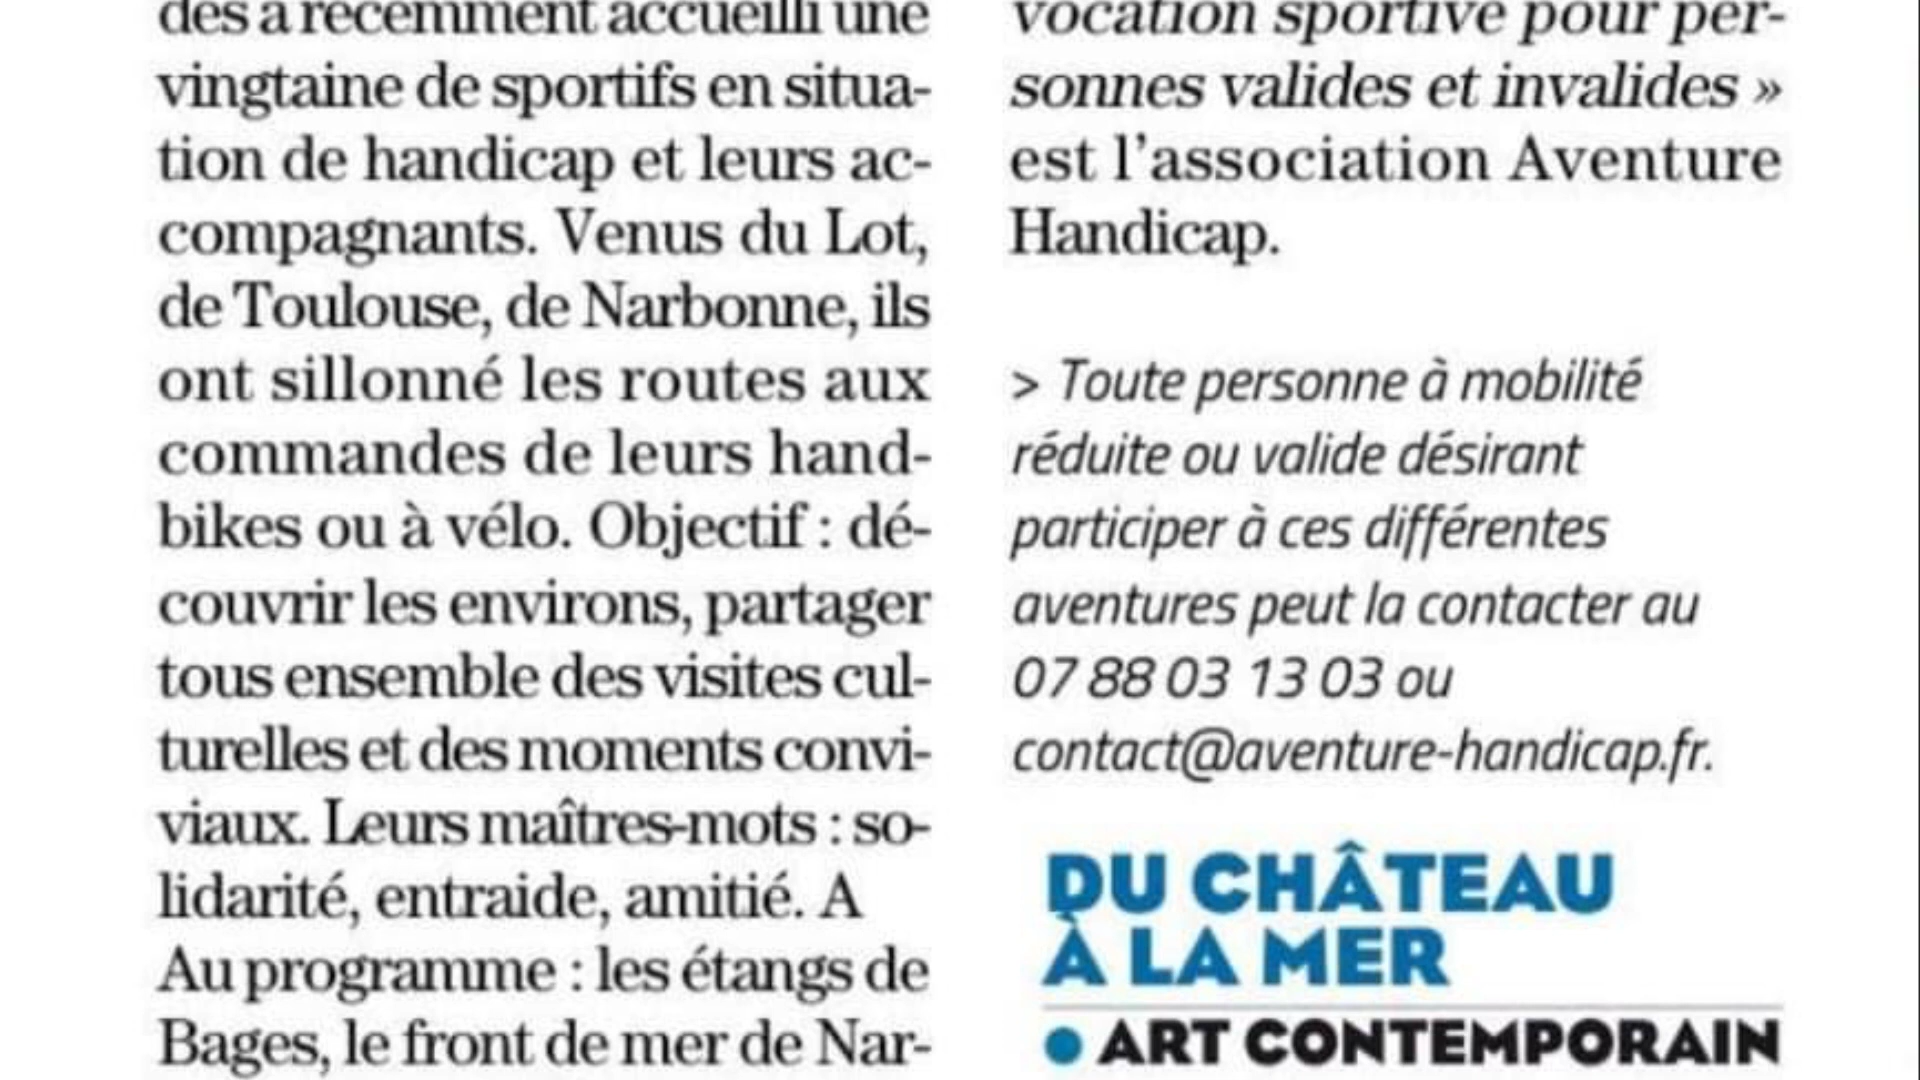 des a récemment accueilli une
vingtaine de sportifs en situa-
tion de handicap et leurs ac-
compagnants. Venus du Lot,
de Toulouse, de Narbonne, ils
ont sillonné les routes aux
commandes de leurs hand-
bikes ou à vélo. Objectif : dé-
couvrir les environs, partager
tous ensemble des visites cul-
turelles et des moments convi-
viaux. Leurs maîtres-mots : so-
lidarité, entraide, amitié. A
Au programme : les étangs de
Bages, le front de mer de Nar-
vocation sportive pour per-
sonnes valides et invalides »
est l'association Aventure
Handicap.
> Toute personne à mobilité
réduite ou valide désirant
participer à ces différentes
aventures peut la contacter au
07 88 03 13 03 ou
contact@aventure-handicap.fr.
DU CHÂTEAU
À LA MER
● ART CONTEMPORAIN